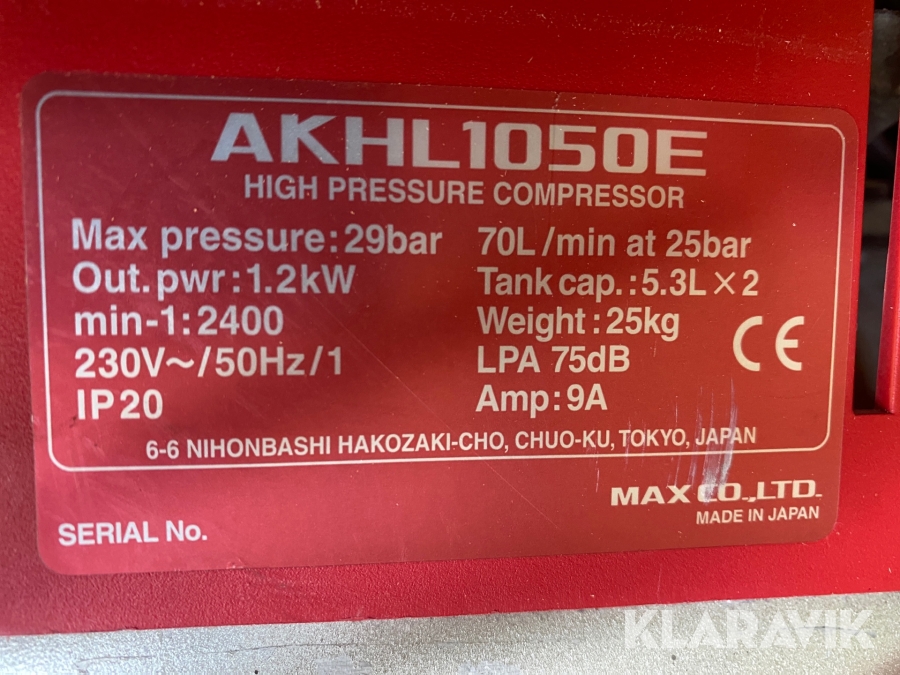 AKHL1050E
HIGH PRESSURE COMPRESSOR
Max pressure:29bar 70L/min at 25bar
Out.pwr:1.2kW Tank cap.:5.3L×2
min-1:2400 Weight:25kg
230V~/50Hz/1 LPA 75dB
IP20 Amp:9A
CE
6-6 NIHONBASHI HAKOZAKI-CHO, CHUO-KU, TOKYO, JAPAN
MAX CO.,LTD.
MADE IN JAPAN
SERIAL No.
KLARAVIK